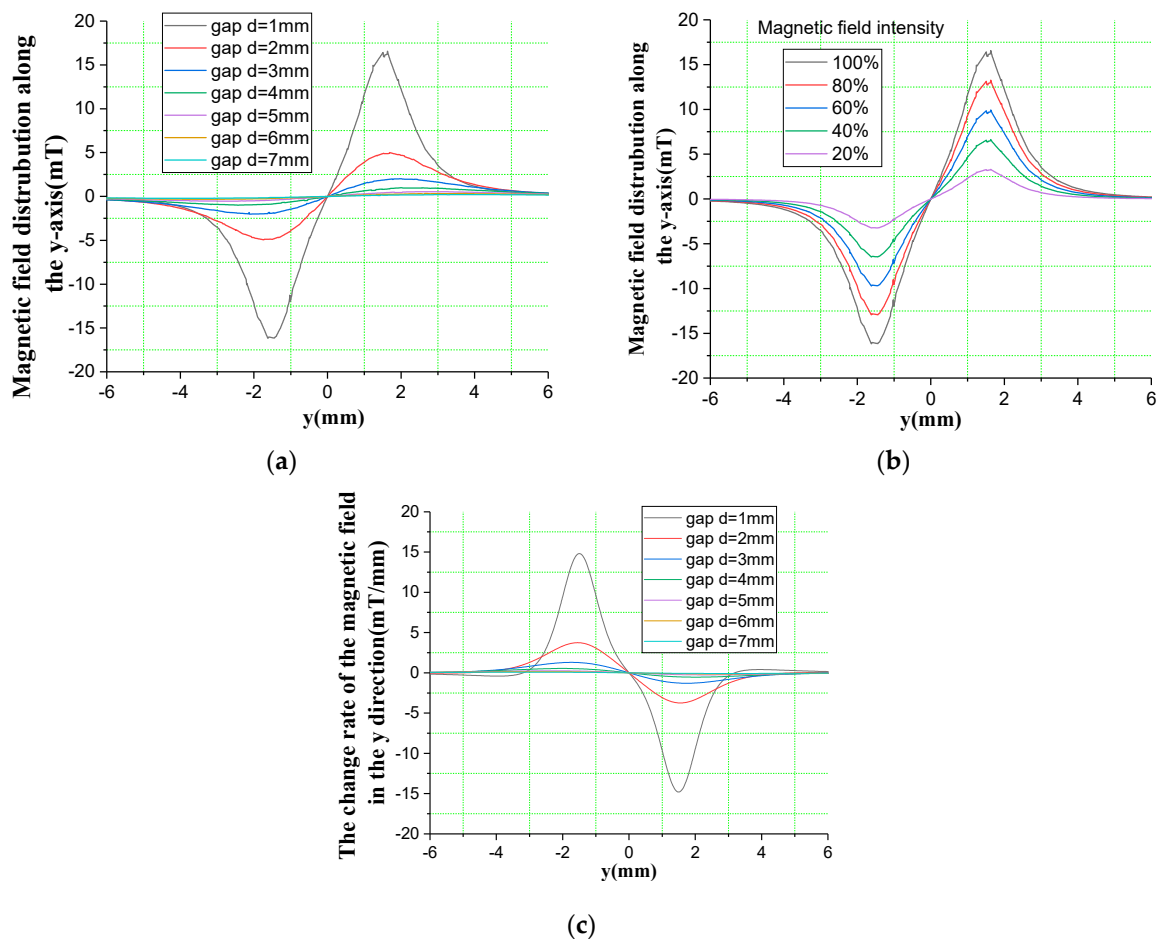 Magnetic field distrubution along
the y-axis(mT)
20
15
10
5
0
-5
-10
-15
-20
gap d=1mm
gap d=2mm
gap d=3mm
gap d=4mm
gap d=5mm
gap d=6mm
gap d=7mm
-6
-4
-2
0
2
4
6
y(mm)
(a)
Magnetic field distrubution along
the y-axis(mT)
20
15
10
5
0
-5
-10
-15
-20
Magnetic field intensity
100%
80%
60%
40%
20%
-6
-4
-2
0
2
4
6
y(mm)
(b)
The change rate of the magnetic field
in the y direction(mT/mm)
20
15
10
5
0
-5
-10
-15
-20
gap d=1mm
gap d=2mm
gap d=3mm
gap d=4mm
gap d=5mm
gap d=6mm
gap d=7mm
-6
-4
-2
0
2
4
6
y(mm)
(c)